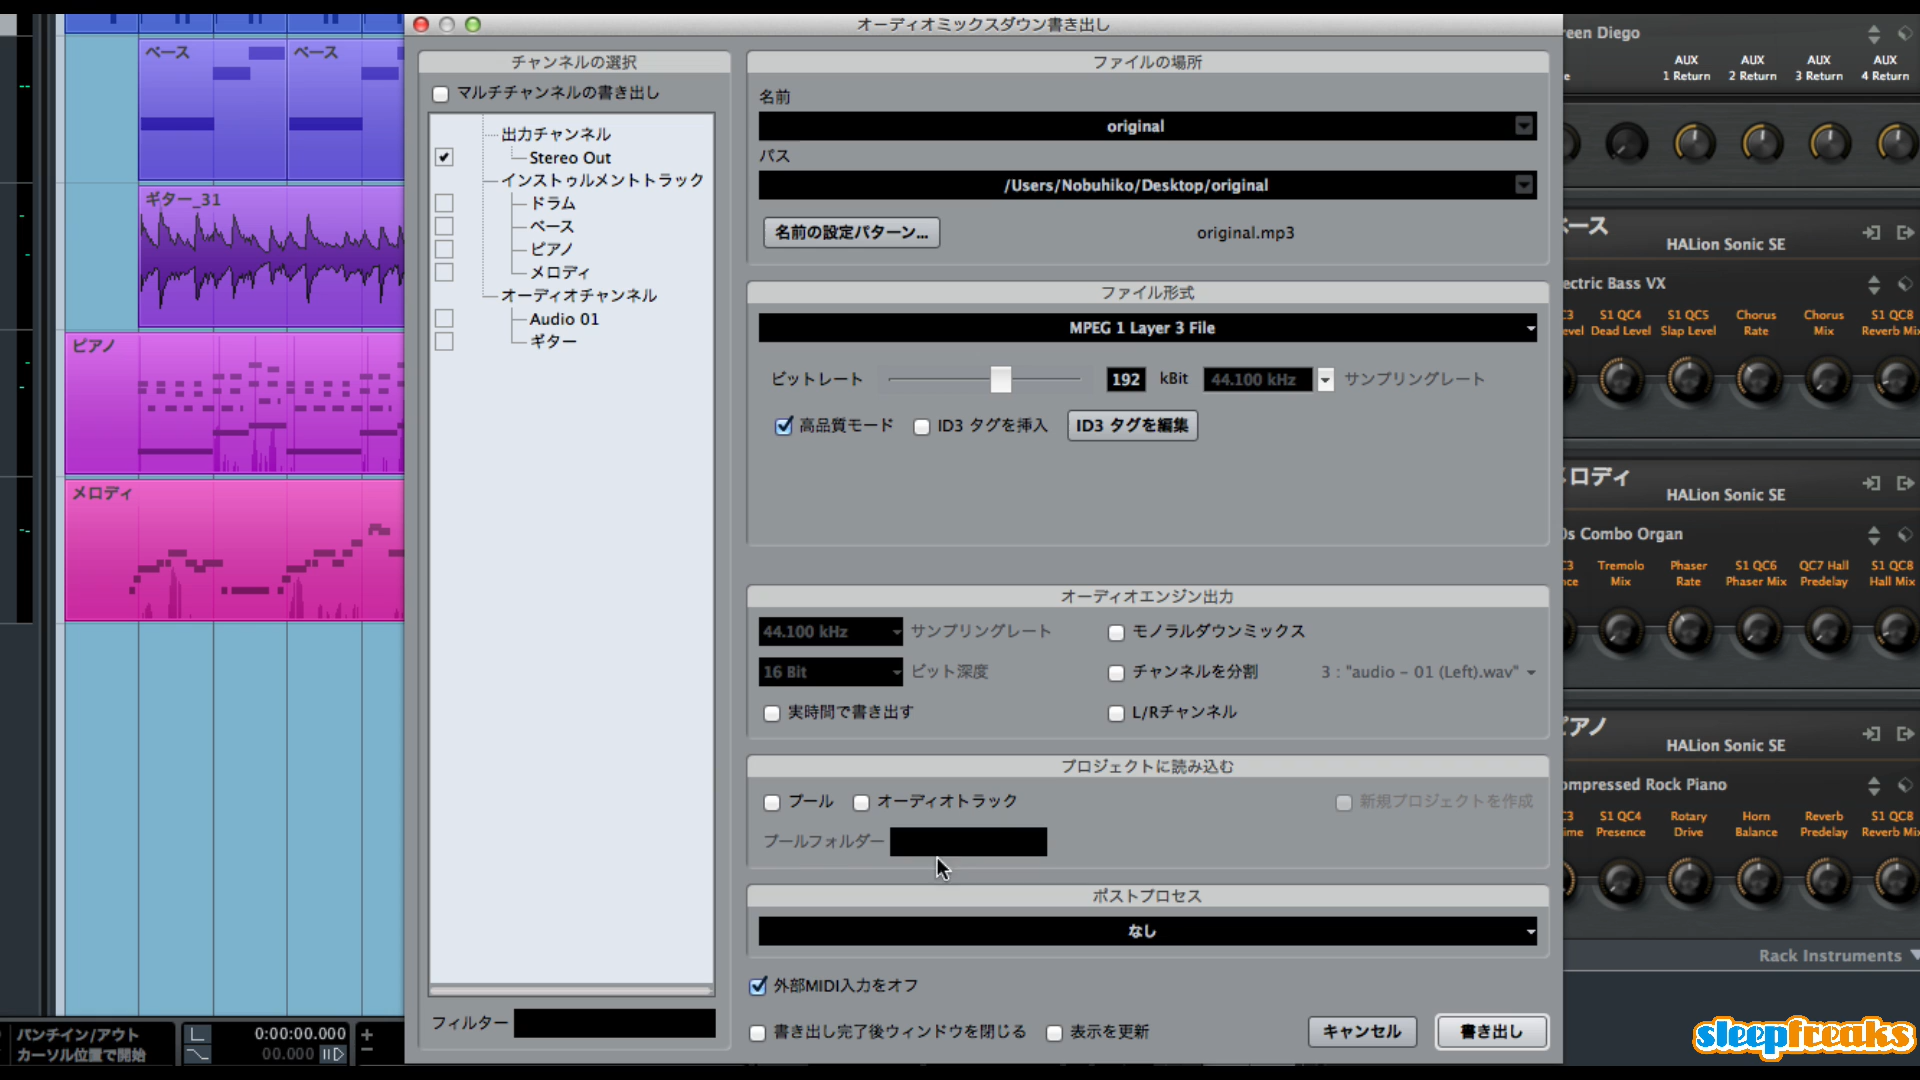 オーディオミックスダウン書き出し
ベース
ベース
ギター_31
ピアノ
メロディ
パンチイン/アウト
カーソル位置で開始
0:00:00.000
00.000
チャンネルの選択
マルチチャンネルの書き出し
出力チャンネル
Stereo Out
インストゥルメントトラック
ドラム
ベース
ピアノ
メロディ
オーディオチャンネル
Audio 01
ギター
フィルター
ファイルの場所
名前
original
パス
/Users/Nobuhiko/Desktop/original
名前の設定パターン...
original.mp3
ファイル形式
MPEG 1 Layer 3 File
ビットレート 192 kBit 44.100 kHz サンプリングレート
高品質モード ID3 タグを挿入 ID3 タグを編集
オーディオエンジン出力
44.100 kHz サンプリングレート モノラルダウンミックス
16 Bit ビット深度 チャンネルを分割 3 : "audio - 01 (Left).wav"
実時間で書き出す L/Rチャンネル
プロジェクトに読み込む
プール オーディオトラック 新規プロジェクトを作成
プールフォルダー
ポストプロセス
なし
外部MIDI入力をオフ
書き出し完了後ウィンドウを閉じる 表示を更新 キャンセル 書き出し
Diego
AUX AUX AUX AUX
1 Return 2 Return 3 Return 4 Return
ース
HALion Sonic SE
Bass VX
S1 QC4 S1 QC5 Chorus Chorus S1 QC8
Dead Level Slap Level Rate Mix Reverb Mix
メロディ
HALion Sonic SE
Combo Organ
Tremolo Phaser S1 QC6 QC7 Hall S1 QC8
Mix Rate Phaser Mix Predelay Hall Mix
ピアノ
HALion Sonic SE
Rock Piano
S1 QC4 Rotary Horn Reverb S1 QC8
Presence Drive Balance Predelay Reverb Mix
Rack Instruments
sleepfreaks